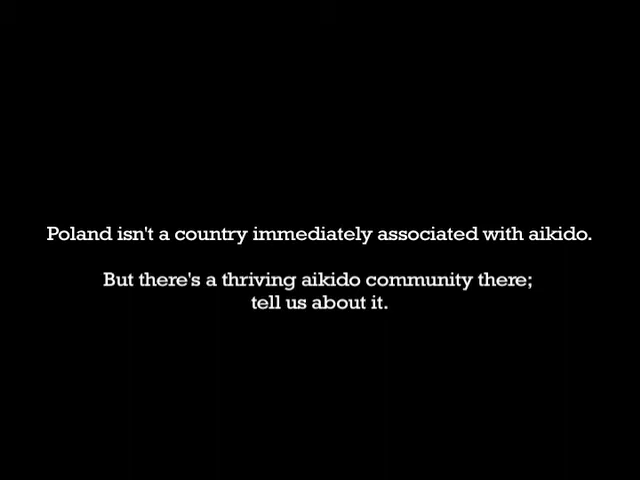 Poland isn't a country immediately associated with aikido.
But there's a thriving aikido community there;
tell us about it.